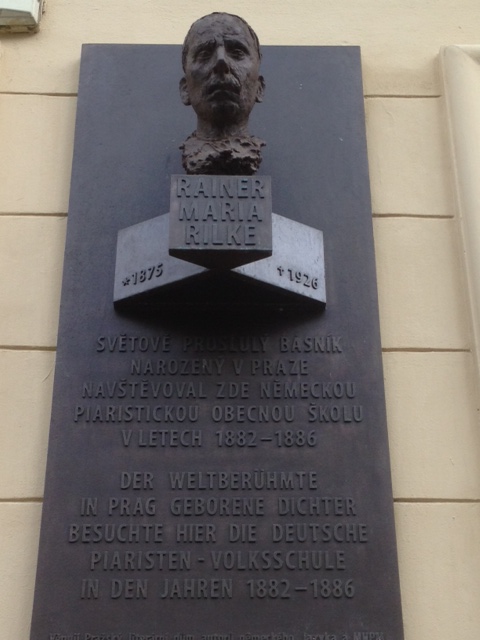 RAINER
MARIA
RILKE
*1875 †1926
SVĚTOVĚ PROSLULÝ BÁSNÍK
NAROZENÝ V PRAZE
NAVŠTĚVOVAL ZDE NĚMECKOU
PIARISTICKOU OBECNOU ŠKOLU
V LETECH 1882–1886
DER WELTBERÜHMTE
IN PRAG GEBORENE DICHTER
BESUCHTE HIER DIE DEUTSCHE
PIARISTEN-VOLKSSCHULE
IN DEN JAHREN 1882–1886